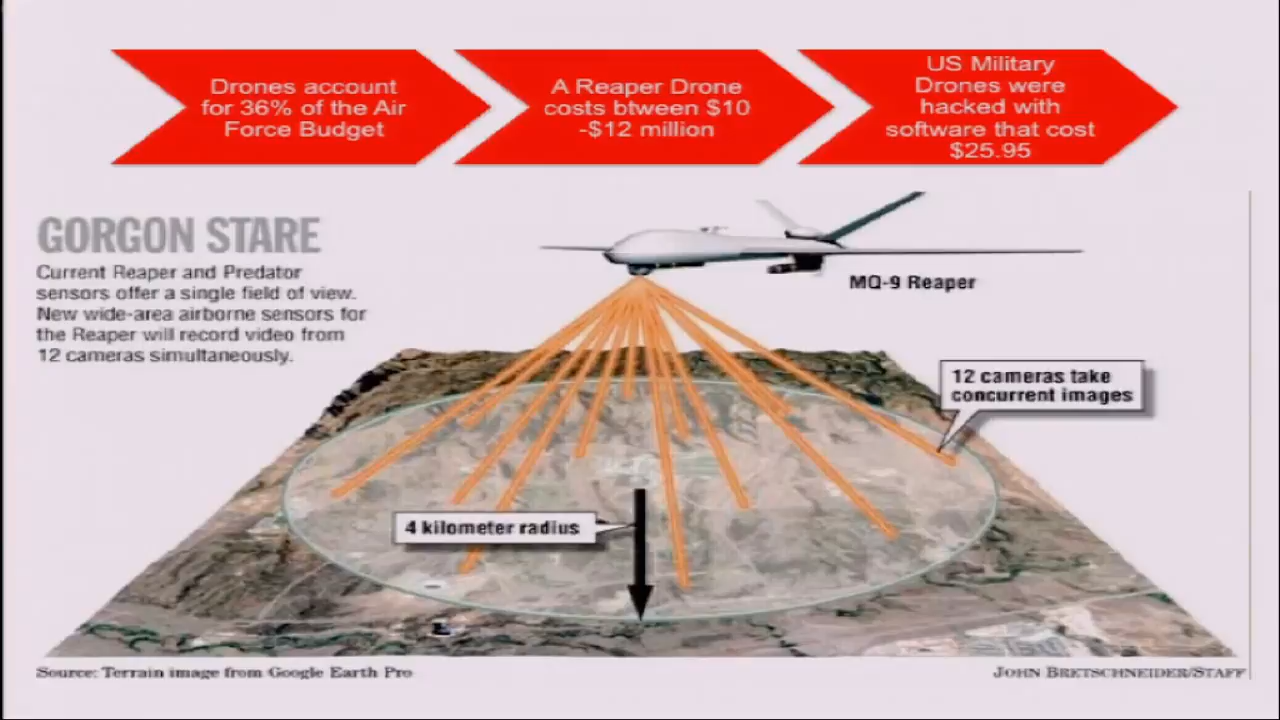 Drones account
for 36% of the Air
Force Budget
A Reaper Drone
costs btween $10
-$12 million
US Military
Drones were
hacked with
software that cost
$25.95
GORGON STARE
Current Reaper and Predator
sensors offer a single field of view.
New wide-area airborne sensors for
the Reaper will record video from
12 cameras simultaneously.
MQ-9 Reaper
12 cameras take
concurrent images
4 kilometer radius
Source: Terrain image from Google Earth Pro
JOHN BRETSCHNEIDER/STAFF